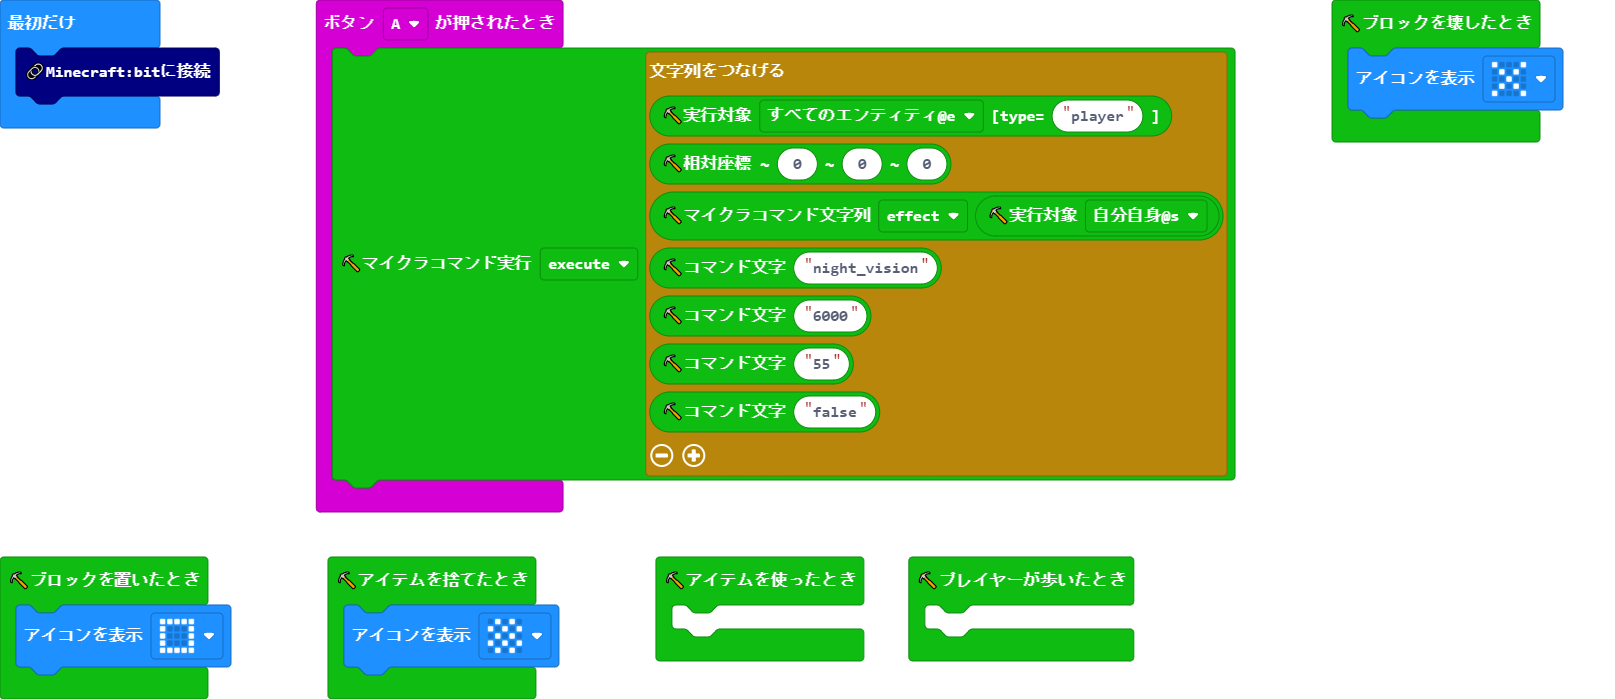 最初だけ
Minecraft:bitに接続
ボタン A が押されたとき
マイクラコマンド実行 execute
文字列をつなげる
実行対象 すべてのエンティティ@e [type= "player" ]
相対座標 ~ 0 ~ 0 ~ 0
マイクラコマンド文字列 effect 実行対象 自分自身@s
コマンド文字 "night_vision"
コマンド文字 "6000"
コマンド文字 "55"
コマンド文字 "false"
ブロックを壊したとき
アイコンを表示
ブロックを置いたとき
アイコンを表示
アイテムを捨てたとき
アイコンを表示
アイテムを使ったとき
プレイヤーが歩いたとき